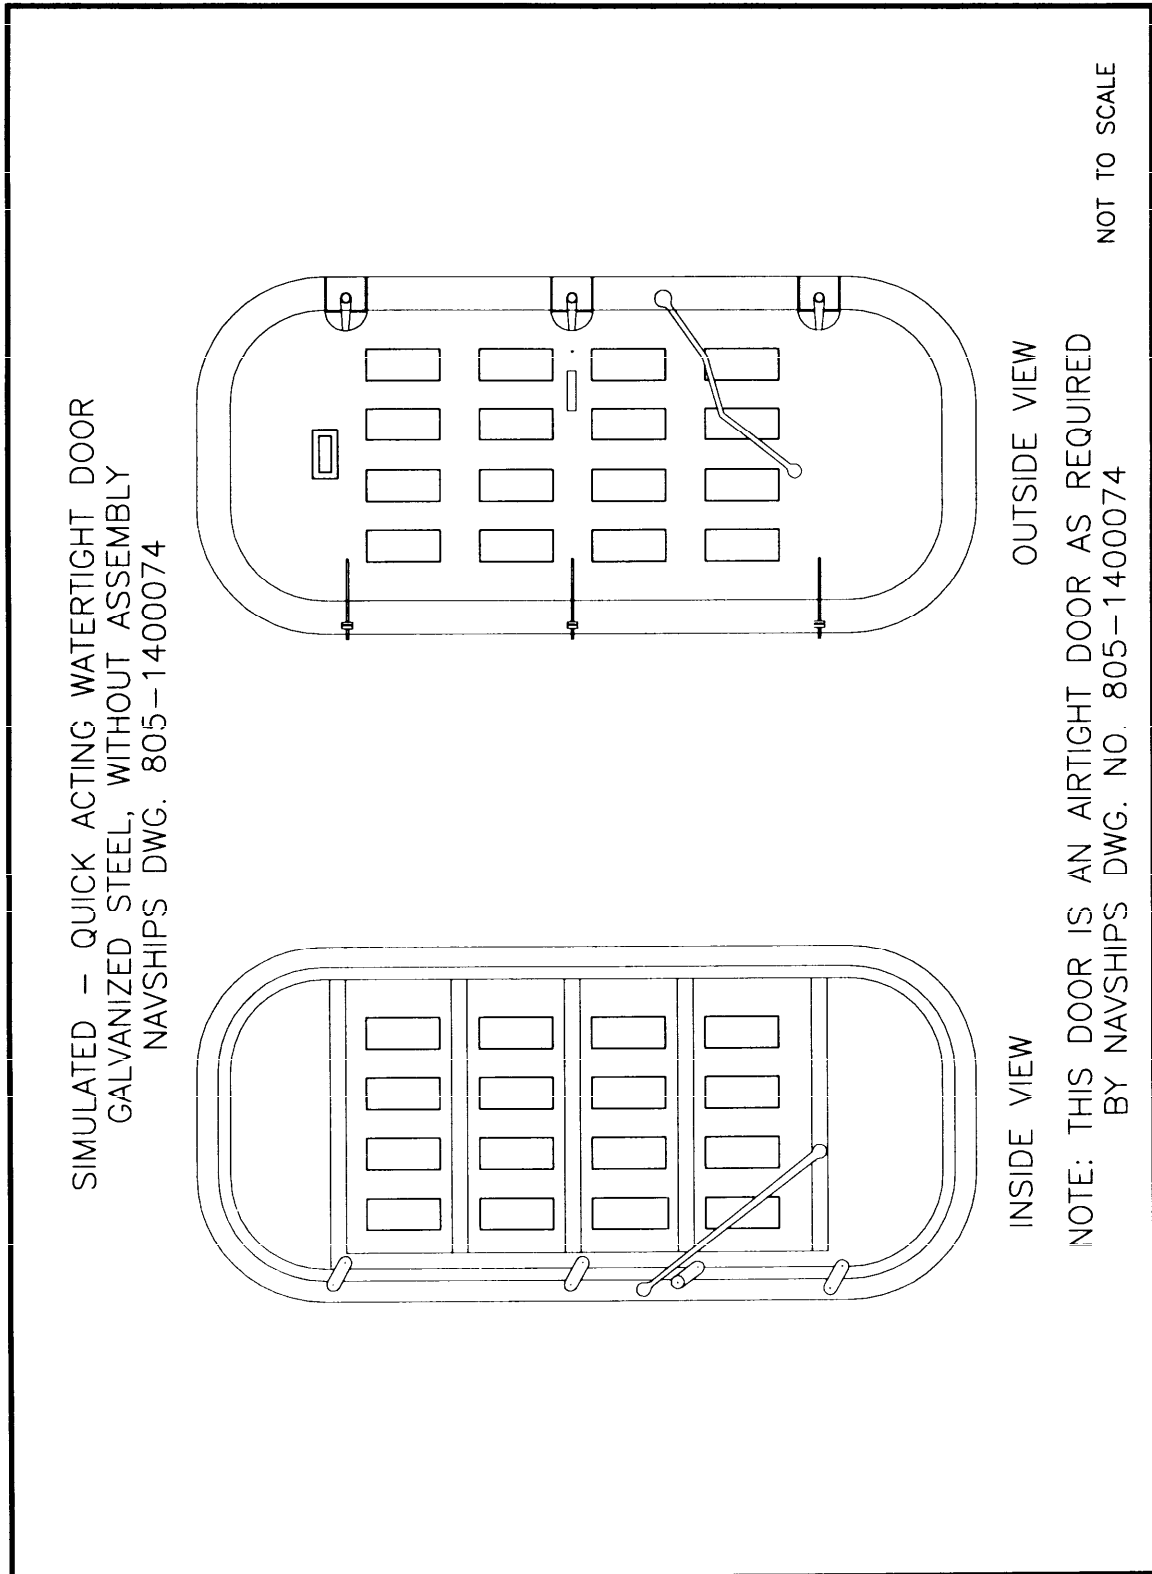 SIMULATED - QUICK ACTING WATERTIGHT DOOR
GALVANIZED STEEL, WITHOUT ASSEMBLY
NAVSHIPS DWG. 805-1400074
INSIDE VIEW
OUTSIDE VIEW
NOTE: THIS DOOR IS AN AIRTIGHT DOOR AS REQUIRED
BY NAVSHIPS DWG. NO. 805-1400074
NOT TO SCALE